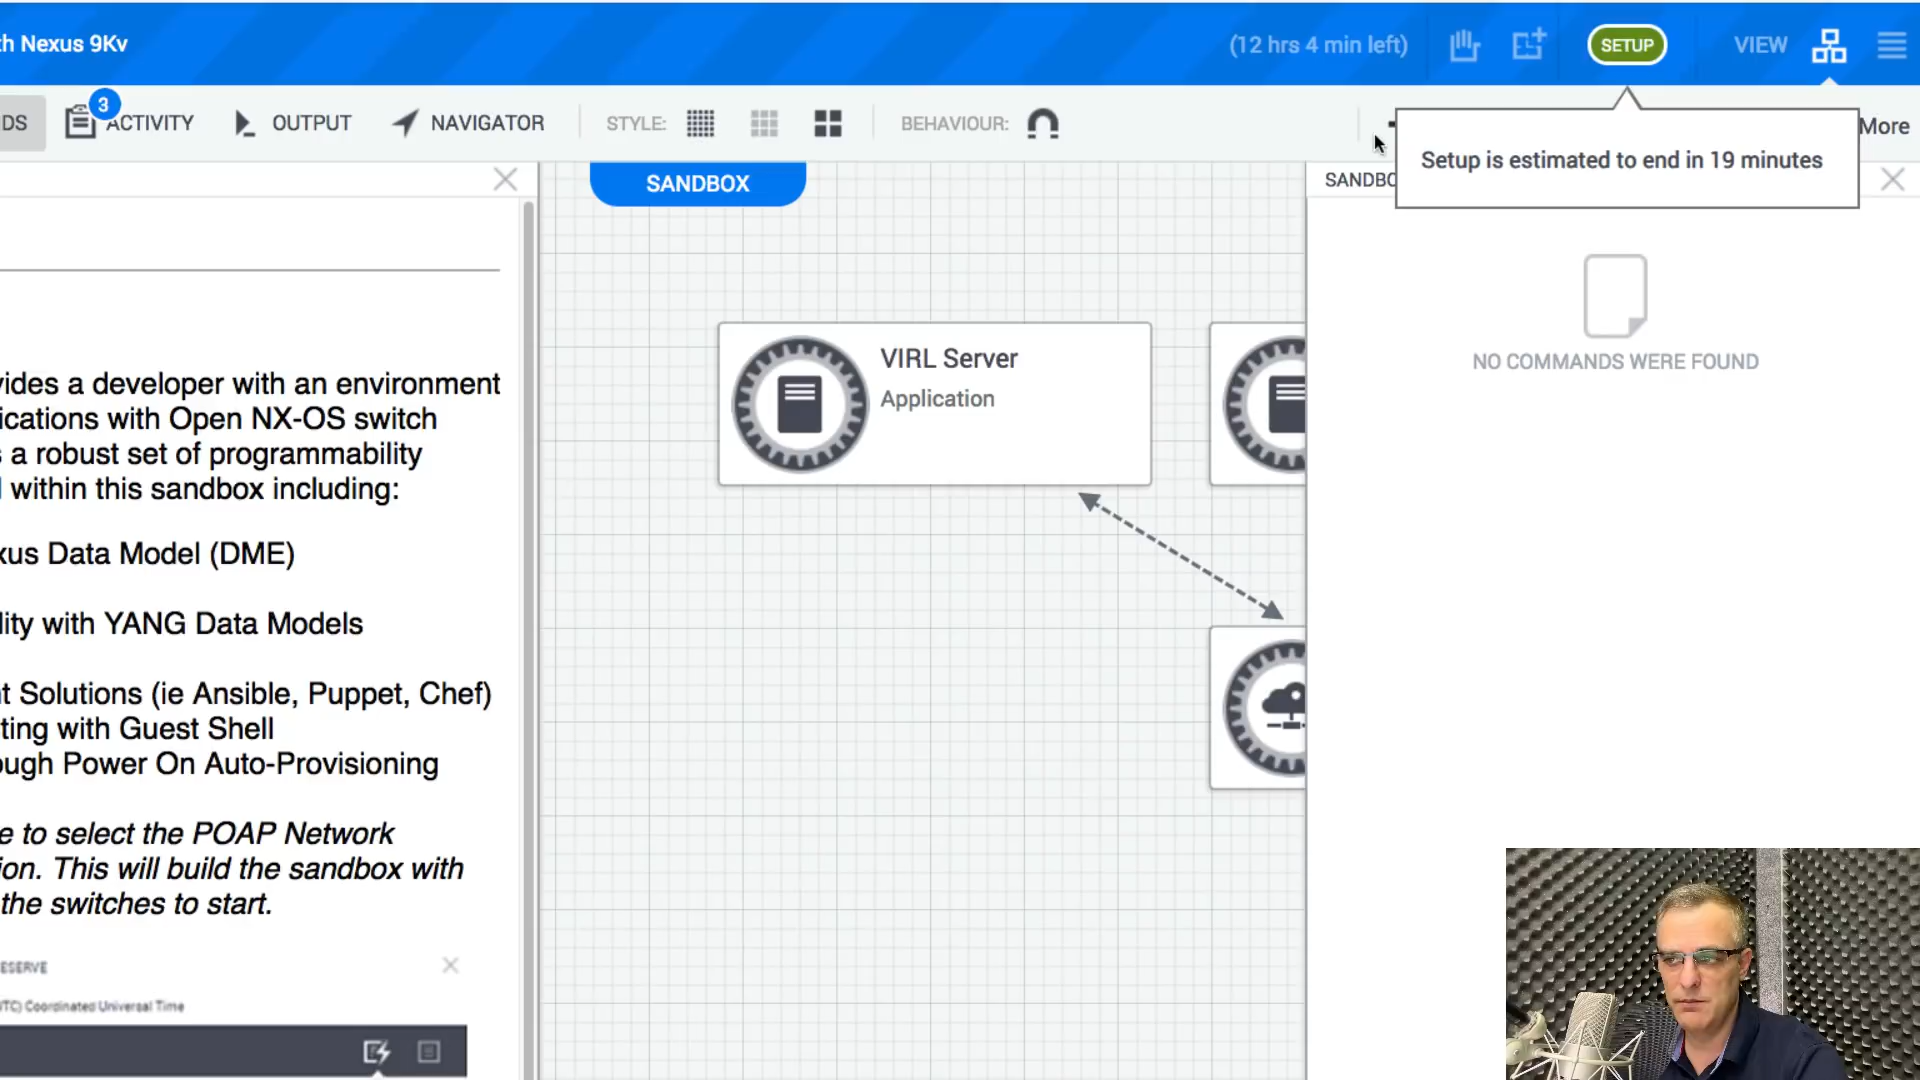 th Nexus 9Kv
(12 hrs 4 min left)
SETUP
VIEW
DS
3
ACTIVITY
OUTPUT
NAVIGATOR
STYLE:
BEHAVIOUR:
More
Setup is estimated to end in 19 minutes
SANDBOX
SANDBO
VIRL Server
Application
NO COMMANDS WERE FOUND
vides a developer with an environment
ications with Open NX-OS switch
s a robust set of programmability
within this sandbox including:
xus Data Model (DME)
lity with YANG Data Models
t Solutions (ie Ansible, Puppet, Chef)
ting with Guest Shell
ough Power On Auto-Provisioning
e to select the POAP Network
ion. This will build the sandbox with
the switches to start.
ESERVE
TC) Coordinated Universal Time